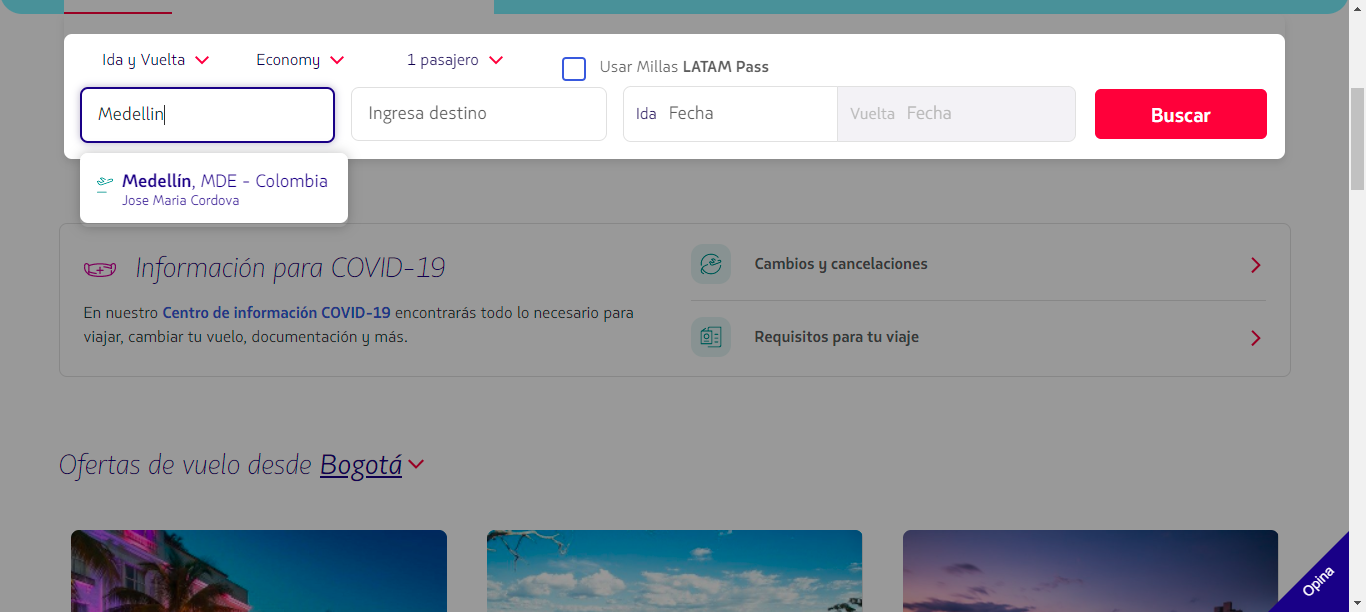 Ida y Vuelta
Economy
1 pasajero
Usar Millas LATAM Pass
Medellin
Ingresa destino
Ida Fecha
Vuelta Fecha
Buscar
Medellín, MDE - Colombia
Jose Maria Cordova
Información para COVID-19
En nuestro Centro de información COVID-19 encontrarás todo lo necesario para
viajar, cambiar tu vuelo, documentación y más.
Cambios y cancelaciones
Requisitos para tu viaje
Ofertas de vuelo desde Bogotá
Opina